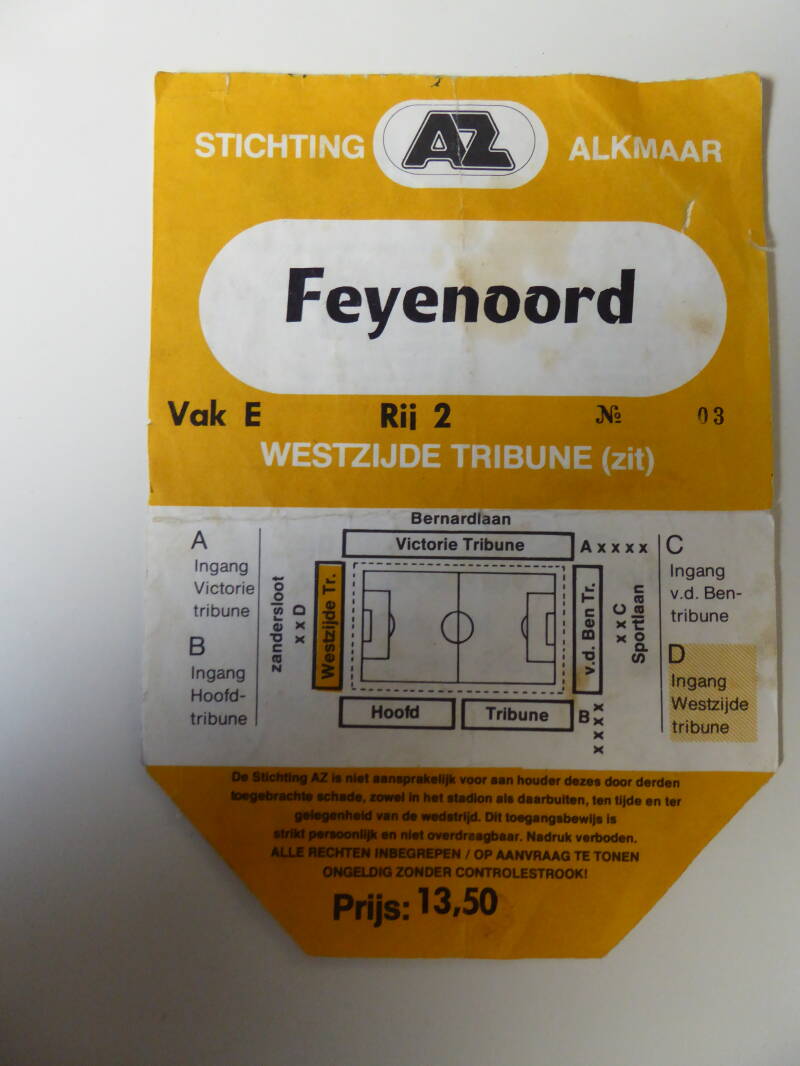 STICHTING AZ ALKMAAR
Feyenoord
Vak E Rij 2 № 03
WESTZIJDE TRIBUNE (zit)
Bernardlaan
Victorie Tribune
A x x x x
A
Ingang
Victorie
tribune
B
Ingang
Hoofd-
tribune
zandersloot
x x D
Westzijde Tr.
v.d. Ben Tr.
x x C
Sportlaan
C
Ingang
v.d. Ben-
tribune
D
Ingang
Westzijde
tribune
Hoofd Tribune
B x x x x
De Stichting AZ is niet aansprakelijk voor aan houder dezes door derden
toegebrachte schade, zowel in het stadion als daarbuiten, ten tijde en ter
gelegenheid van de wedstrijd. Dit toegangsbewijs is
strikt persoonlijk en niet overdraagbaar. Nadruk verboden.
ALLE RECHTEN INBEGREPEN / OP AANVRAAG TE TONEN
ONGELDIG ZONDER CONTROLESTROOK!
Prijs: 13,50